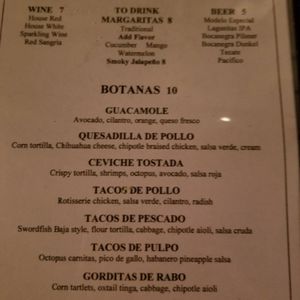 TO DRINK
WINE 7
House Red
House White
Sparkling Wine
Red Sangria
MARGARITAS 8
Traditional
Add Flavor
Cucumber Mango
Watermelon
Smoky Jalapeño 8
BEER 5
Modelo Especial
Lagunitas IPA
Bocanegra Pilsner
Bocanegra Dunkel
Tecate
Pacifico
BOTANAS 10
GUACAMOLE
Avocado, cilantro, orange, queso fresco
QUESADILLA DE POLLO
Corn tortilla, Chihuahua cheese, chipotle braised chicken, salsa verde, cream
CEVICHE TOSTADA
Crispy tortilla, shrimps, octopus, avocado, salsa roja
TACOS DE POLLO
Rotisserie chicken, salsa verde, cilantro, radish
TACOS DE PESCADO
Swordfish Baja style, flour tortilla, cabbage, chipotle aioli, salsa cruda
TACOS DE PULPO
Octopus carnitas, pico de gallo, habanero pineapple salsa
GORDITAS DE RABO
Corn tartlets, oxtail tinga, cabbage, chipotle aioli